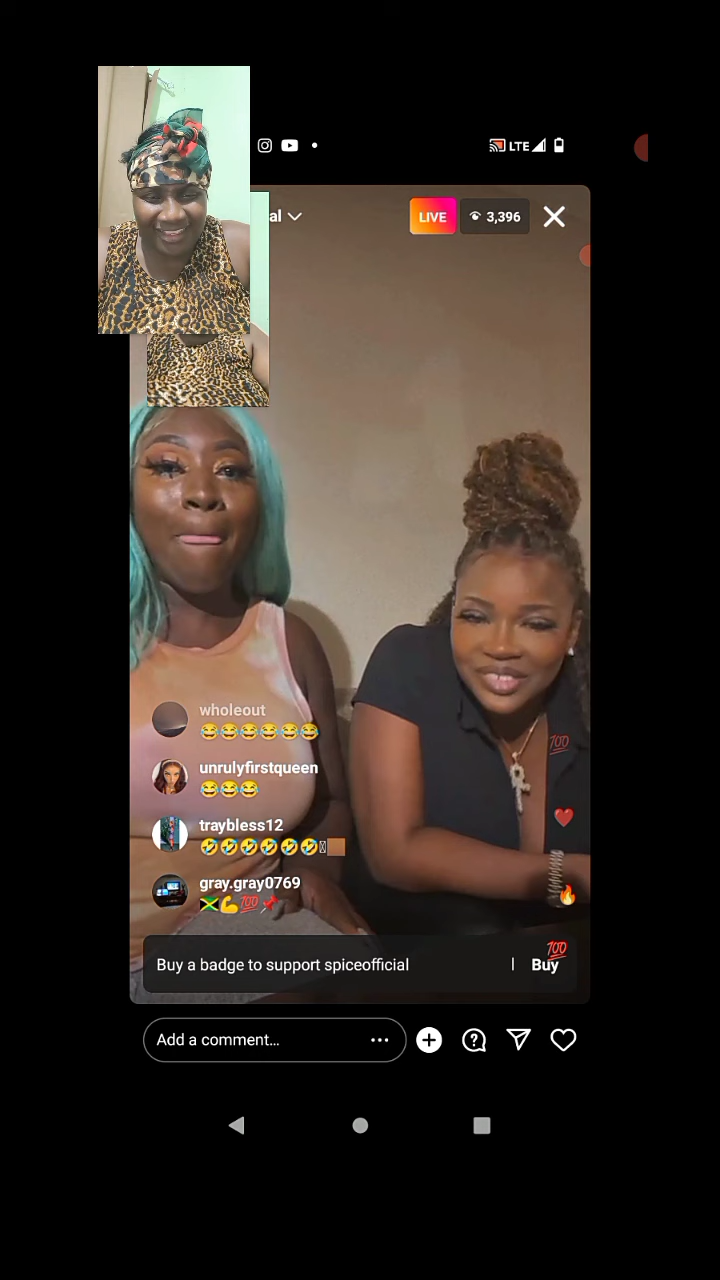 LTE
al
LIVE
3,396
wholeout
😂😂😂😂😂😂
unrulyfirstqueen
😂😂😂
traybless12
🤣🤣🤣🤣🤣🤣
gray.gray0769
🇯🇲💪💯📌
Buy a badge to support spiceofficial | Buy
Add a comment...